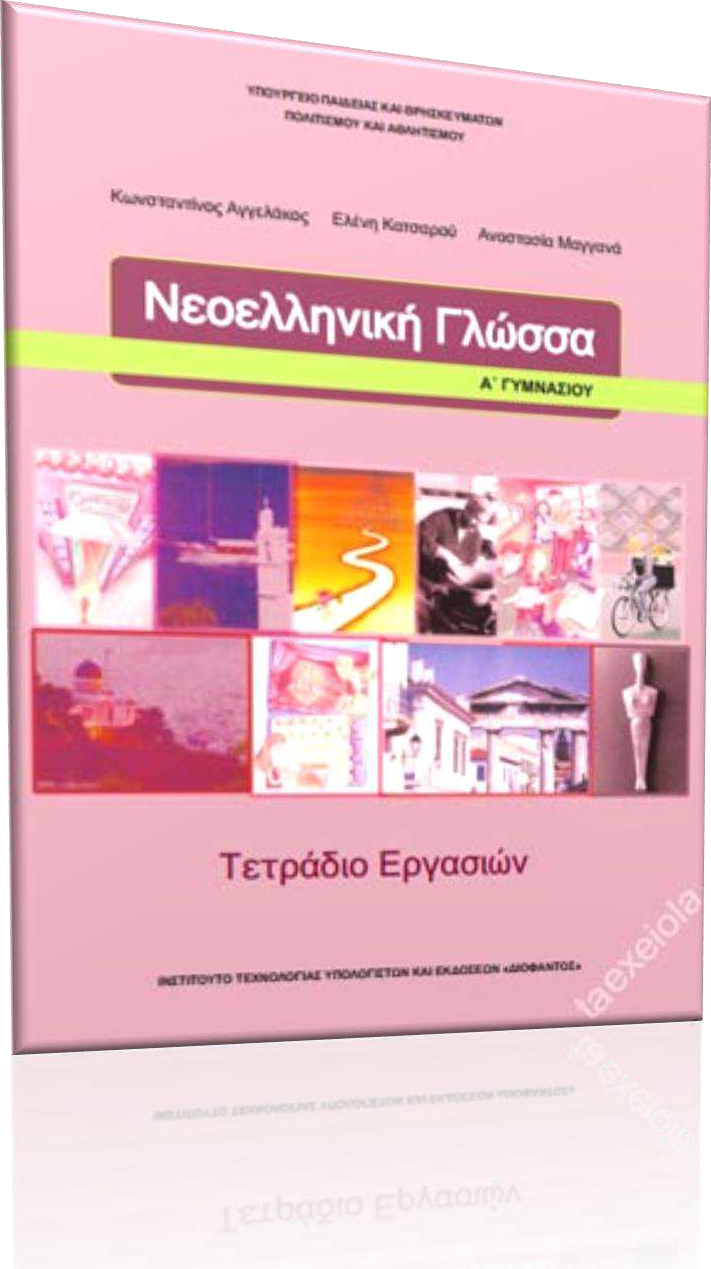 ΥΠΟΥΡΓΕΙΟ ΠΑΙΔΕΙΑΣ ΚΑΙ ΘΡΗΣΚΕΥΜΑΤΩΝ
ΠΟΛΙΤΙΣΜΟΥ ΚΑΙ ΑΘΛΗΤΙΣΜΟΥ
Κωνσταντίνος Αγγελάκος Ελένη Κατσαρού Αναστασία Μαγγανά
Νεοελληνική Γλώσσα
Α΄ ΓΥΜΝΑΣΙΟΥ
Τετράδιο Εργασιών
ΙΝΣΤΙΤΟΥΤΟ ΤΕΧΝΟΛΟΓΙΑΣ ΥΠΟΛΟΓΙΣΤΩΝ ΚΑΙ ΕΚΔΟΣΕΩΝ «ΔΙΟΦΑΝΤΟΣ»
taexeiola